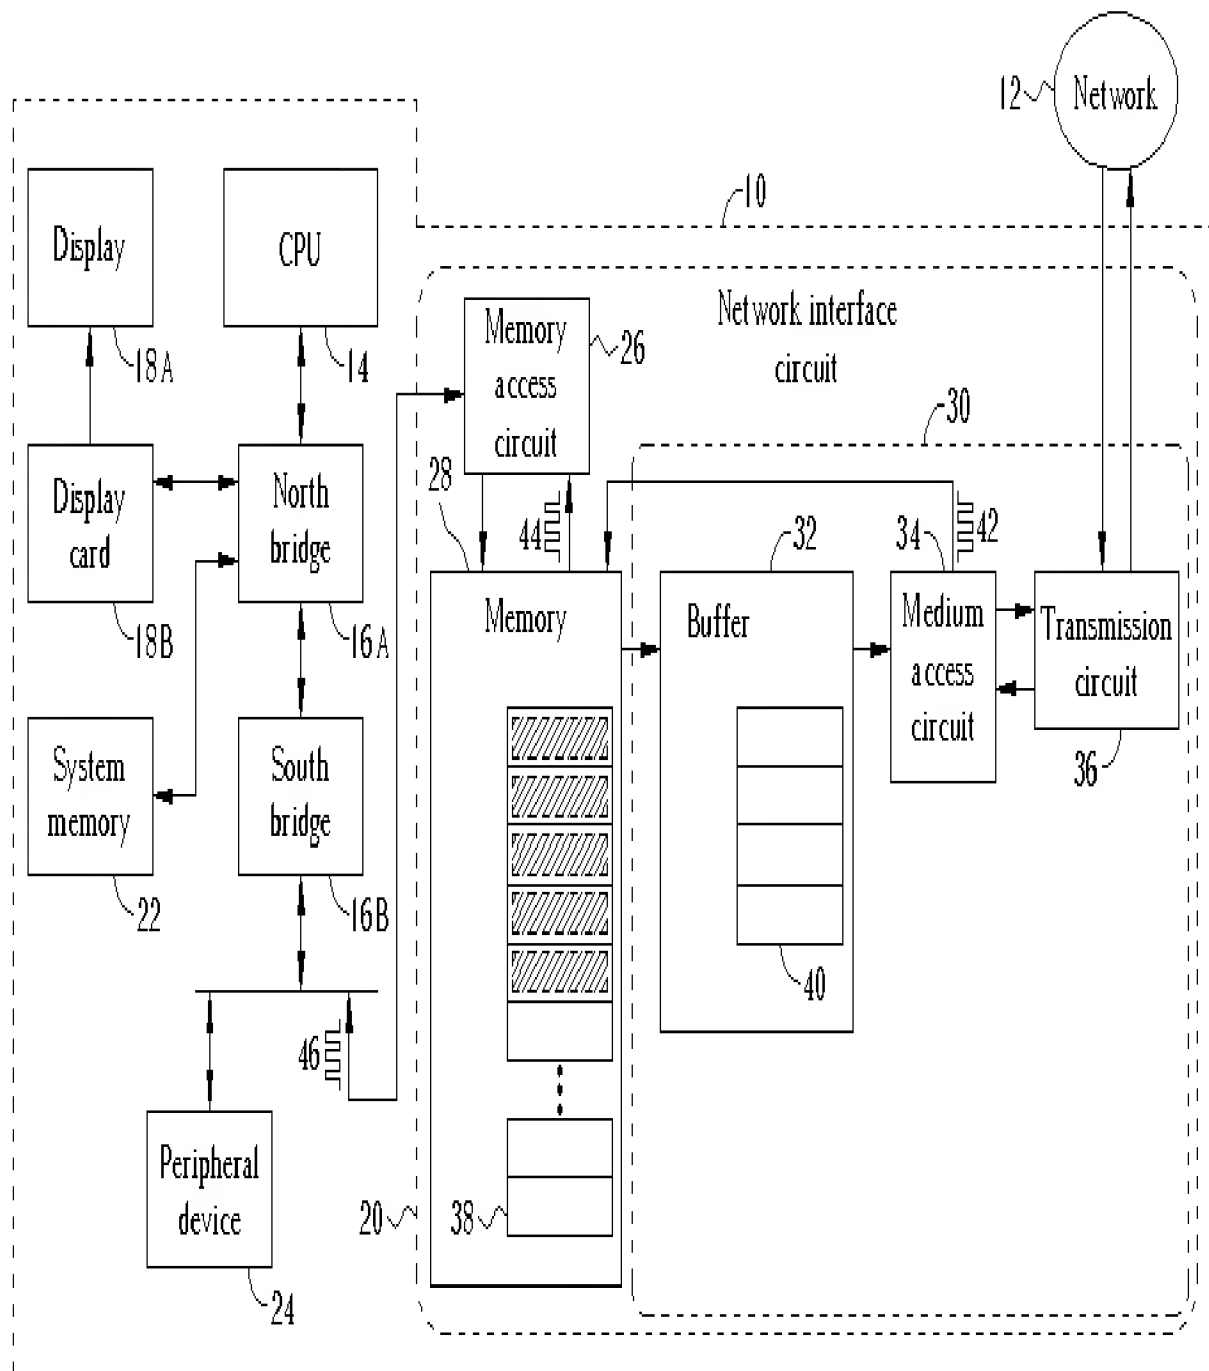 12
Network
10
Display
18A
CPU
14
Network interface
circuit
Memory
access
circuit
26
30
Display
card
18B
North
bridge
16A
28
44
42
Memory
32
Buffer
34
Medium
access
circuit
Transmission
circuit
36
System
memory
22
South
bridge
16B
40
46
Peripheral
device
24
20
38